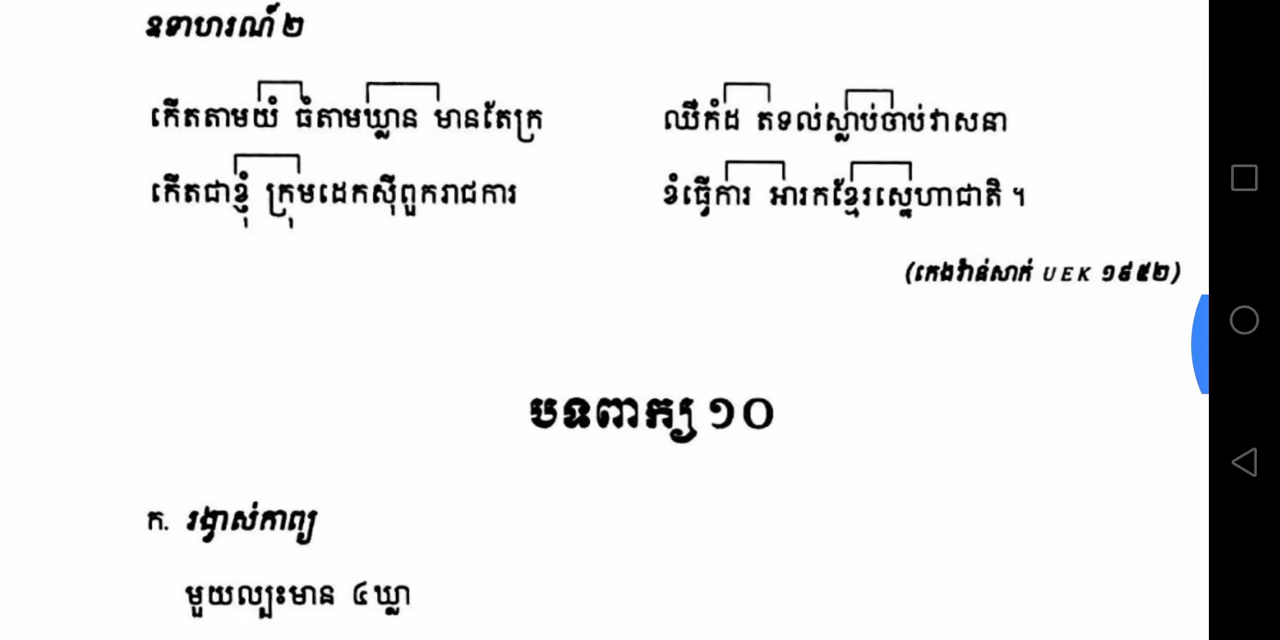 ឧទាហរណ៍ ២
កើតតាមយំ ធំតាមឃ្លាន មានតែក្រ ឈឺកំដ តទល់ស្លាប់ចាប់វាសនា
កើតជាខ្ញុំ ក្រុមដេកស៊ីពួករាជការ ខំធ្វើការ អារកខ្មែរស្នេហាជាតិ ។
(កេងវ៉ាន់សាក់ UEK ១៩៥២)
បទពាក្យ ១០
ក. រង្វាស់កាព្យ
មួយល្បះមាន ៤ ឃ្លា